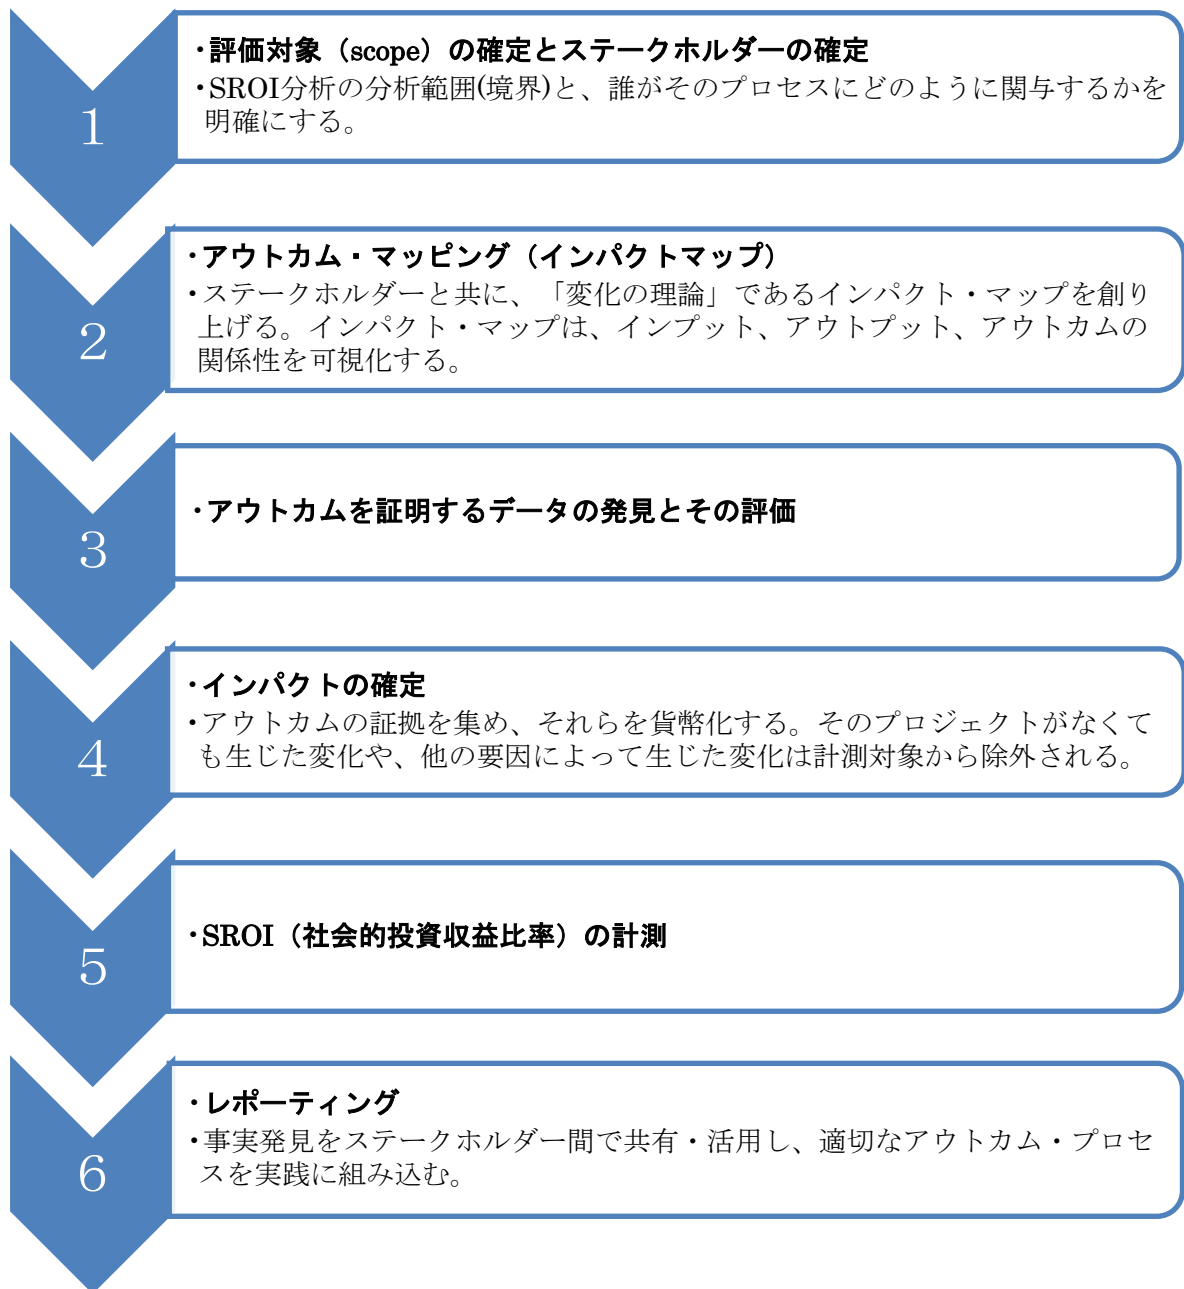 1
・評価対象（scope）の確定とステークホルダーの確定
・SROI分析の分析範囲(境界)と、誰がそのプロセスにどのように関与するかを
明確にする。
2
・アウトカム・マッピング（インパクトマップ）
・ステークホルダーと共に、「変化の理論」であるインパクト・マップを創り
上げる。インパクト・マップは、インプット、アウトプット、アウトカムの
関係性を可視化する。
3
・アウトカムを証明するデータの発見とその評価
4
・インパクトの確定
・アウトカムの証拠を集め、それらを貨幣化する。そのプロジェクトがなくて
も生じた変化や、他の要因によって生じた変化は計測対象から除外される。
5
・SROI（社会的投資収益比率）の計測
6
・レポーティング
・事実発見をステークホルダー間で共有・活用し、適切なアウトカム・プロセ
スを実践に組み込む。